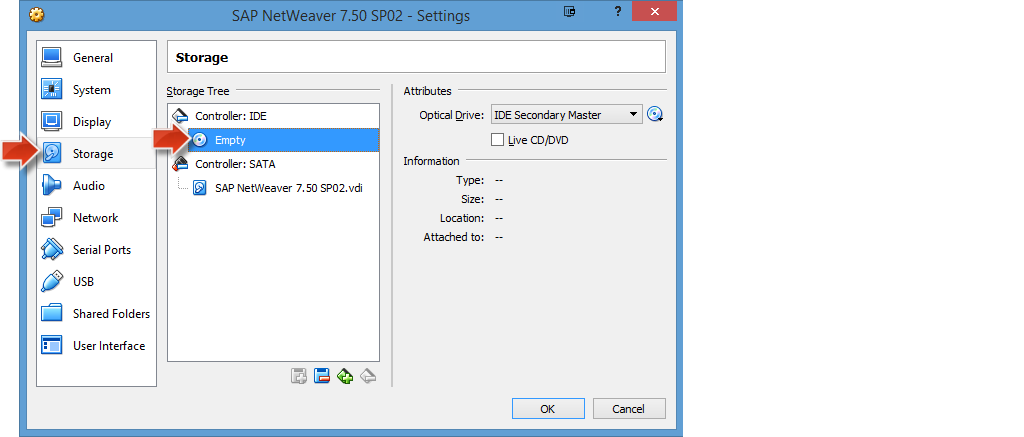 SAP NetWeaver 7.50 SP02 - Settings
?
General
System
Display
Storage
Audio
Network
Serial Ports
USB
Shared Folders
User Interface
Storage
Storage Tree
Controller: IDE
Empty
Controller: SATA
SAP NetWeaver 7.50 SP02.vdi
Attributes
Optical Drive: IDE Secondary Master
Live CD/DVD
Information
Type: --
Size: --
Location: --
Attached to: --
OK Cancel